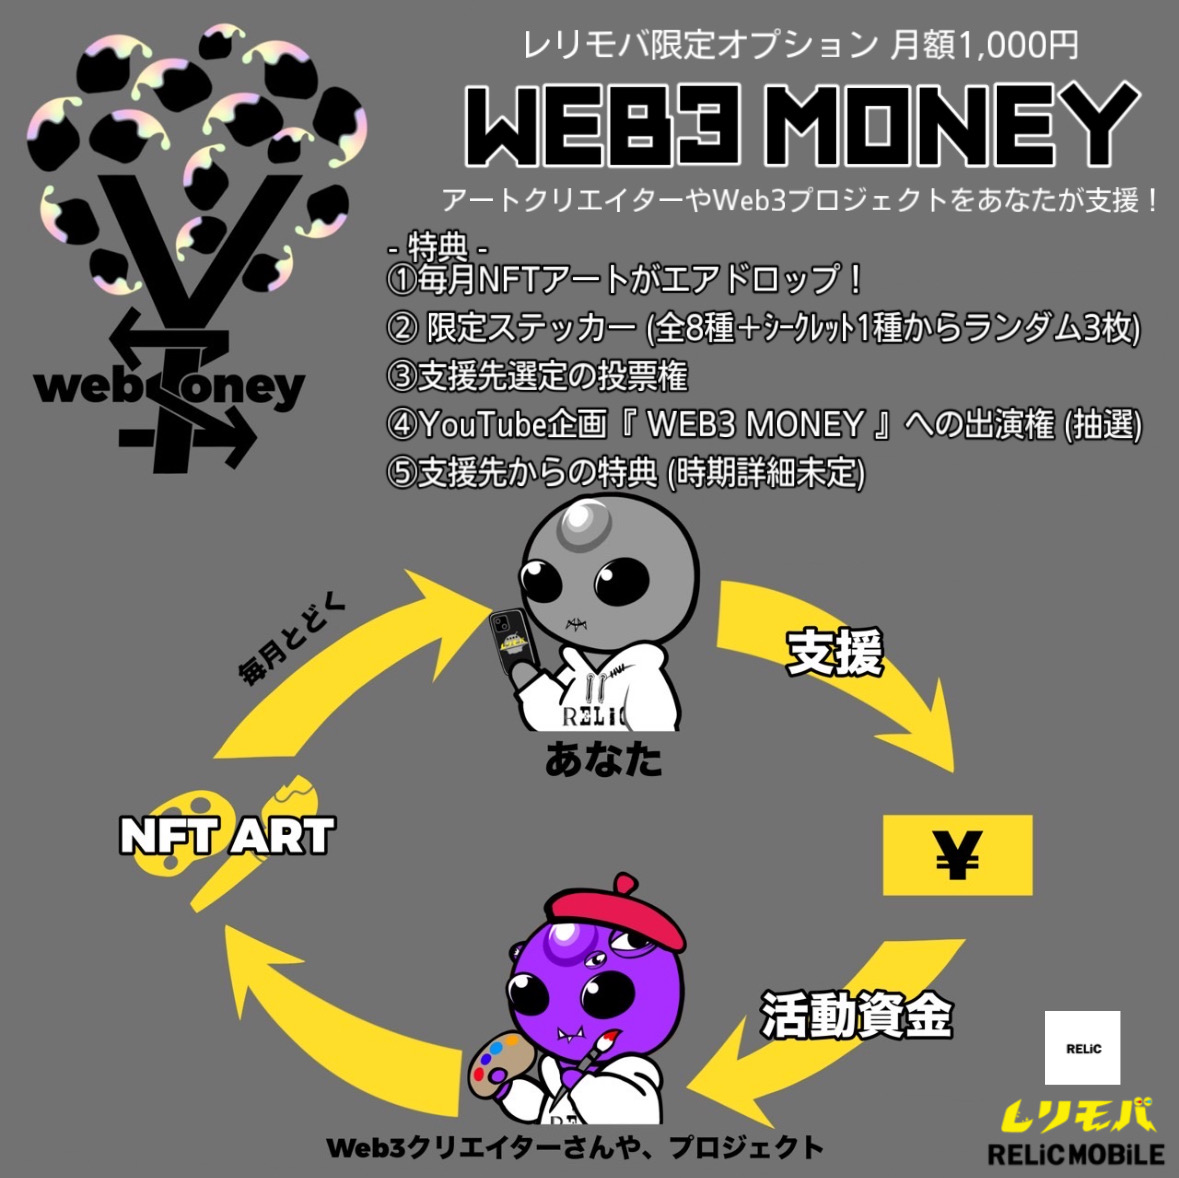 レリモバ限定オプション 月額1,000円
WEB3 MONEY
アートクリエイターやWeb3プロジェクトをあなたが支援！
- 特典 -
①毎月NFTアートがエアドロップ！
② 限定ステッカー (全8種＋ｼｰｸﾚｯﾄ1種からランダム3枚)
③支援先選定の投票権
④YouTube企画『 WEB3 MONEY 』への出演権 (抽選)
⑤支援先からの特典 (時期詳細未定)
web oney
毎月とどく
レリモバ
RELiC
支援
あなた
NFT ART
¥
活動資金
RELiC
レリモバ
RELiC MOBiLE
Web3クリエイターさんや、プロジェクト